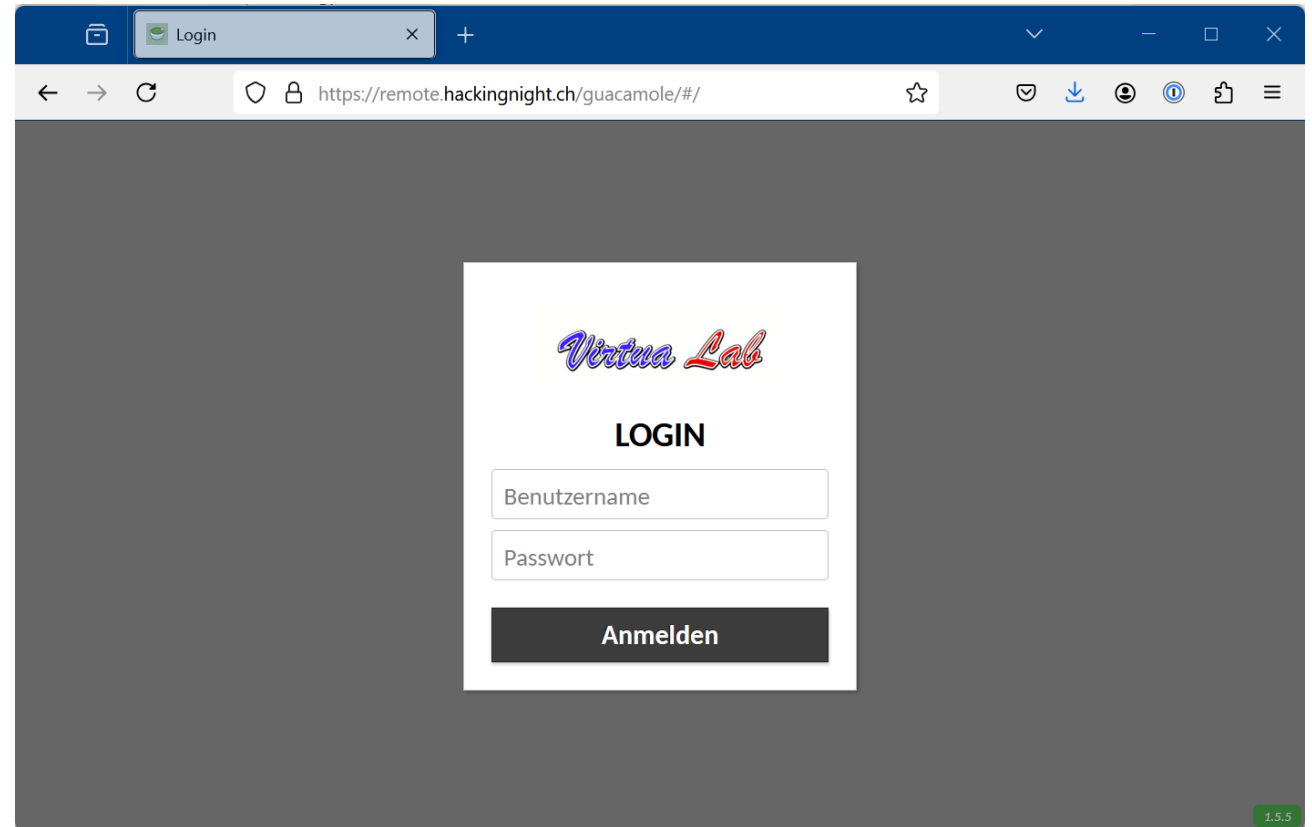 Login
https://remote.hackingnight.ch/guacamole/#/
Virtua Lab
LOGIN
Benutzername
Passwort
Anmelden
1.5.5